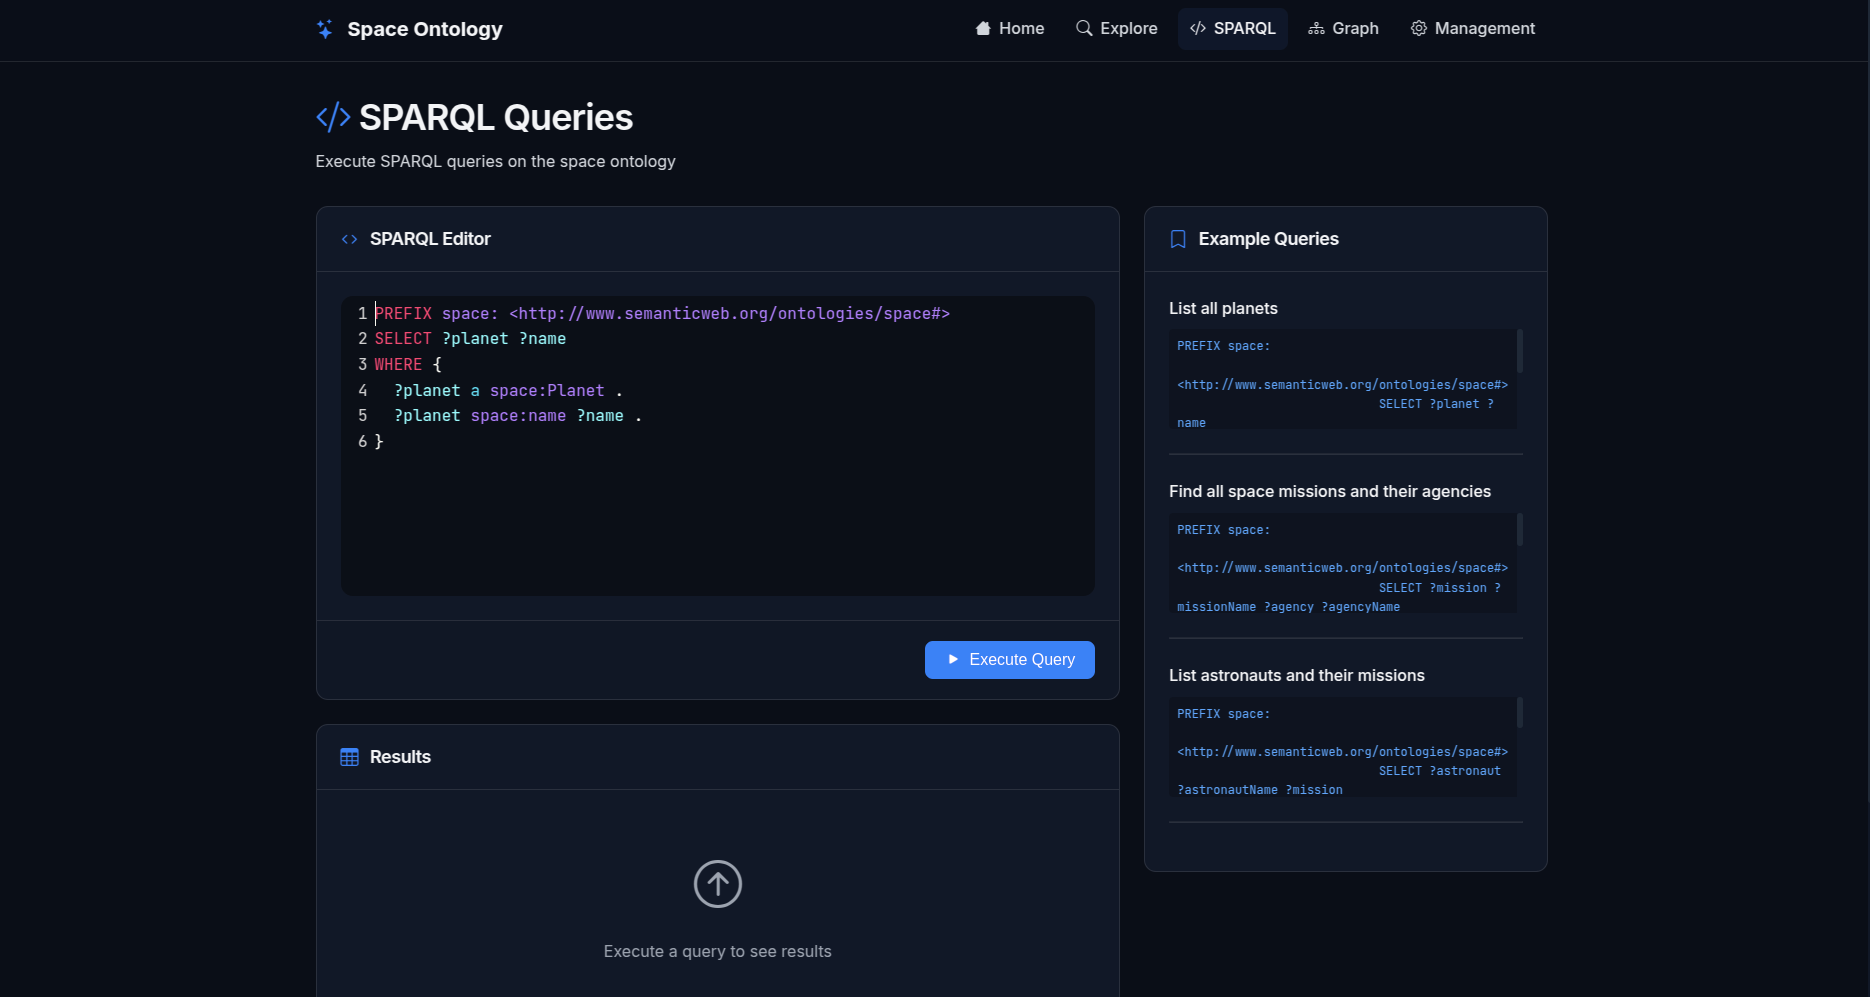 Space Ontology
Home
Explore
SPARQL
Graph
Management
SPARQL Queries
Execute SPARQL queries on the space ontology
SPARQL Editor
1 PREFIX space: <http://www.semanticweb.org/ontologies/space#>
2 SELECT ?planet ?name
3 WHERE {
4 ?planet a space:Planet .
5 ?planet space:name ?name .
6 }
Execute Query
Results
Execute a query to see results
Example Queries
List all planets
PREFIX space:
<http://www.semanticweb.org/ontologies/space#>
SELECT ?planet ?
name
Find all space missions and their agencies
PREFIX space:
<http://www.semanticweb.org/ontologies/space#>
SELECT ?mission ?
missionName ?agency ?agencyName
List astronauts and their missions
PREFIX space:
<http://www.semanticweb.org/ontologies/space#>
SELECT ?astronaut
?astronautName ?mission